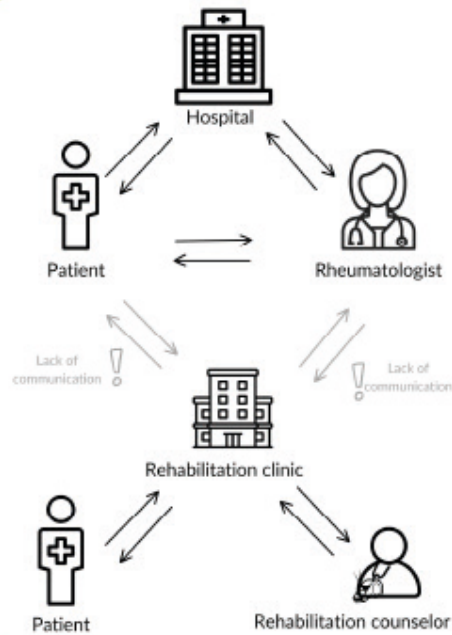 Hospital
Patient
Rheumatologist
Lack of
communication
Lack of
communication
Rehabilitation clinic
Patient
Rehabilitation counselor